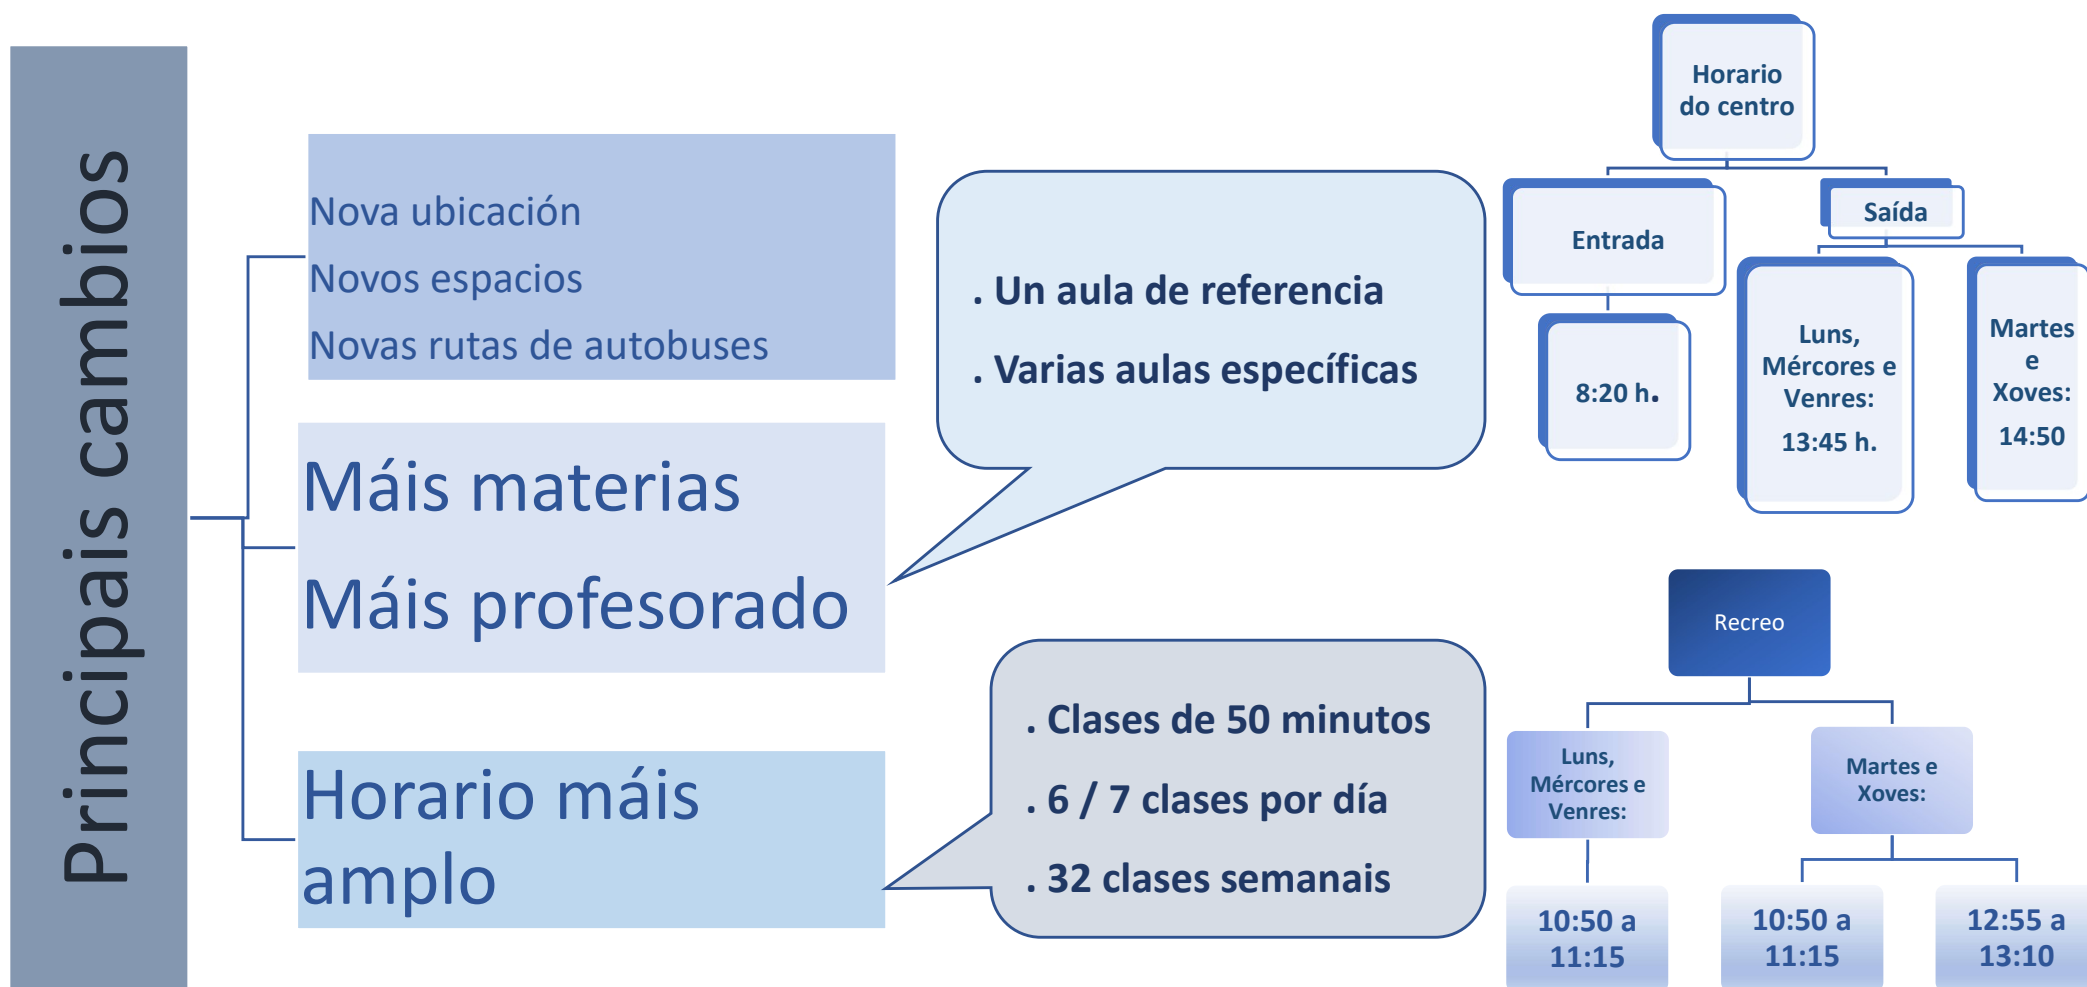 Principais cambios
Nova ubicación
Novos espacios
Novas rutas de autobuses
Máis materias
Máis profesorado
Horario máis
amplo
. Un aula de referencia
. Varias aulas específicas
. Clases de 50 minutos
. 6 / 7 clases por día
. 32 clases semanais
Horario
do centro
Entrada
8:20 h.
Saída
Luns,
Mércores e
Venres:
13:45 h.
Martes
e
Xoves:
14:50
Recreo
Luns,
Mércores e
Venres:
10:50 a
11:15
Martes e
Xoves:
10:50 a
11:15
12:55 a
13:10